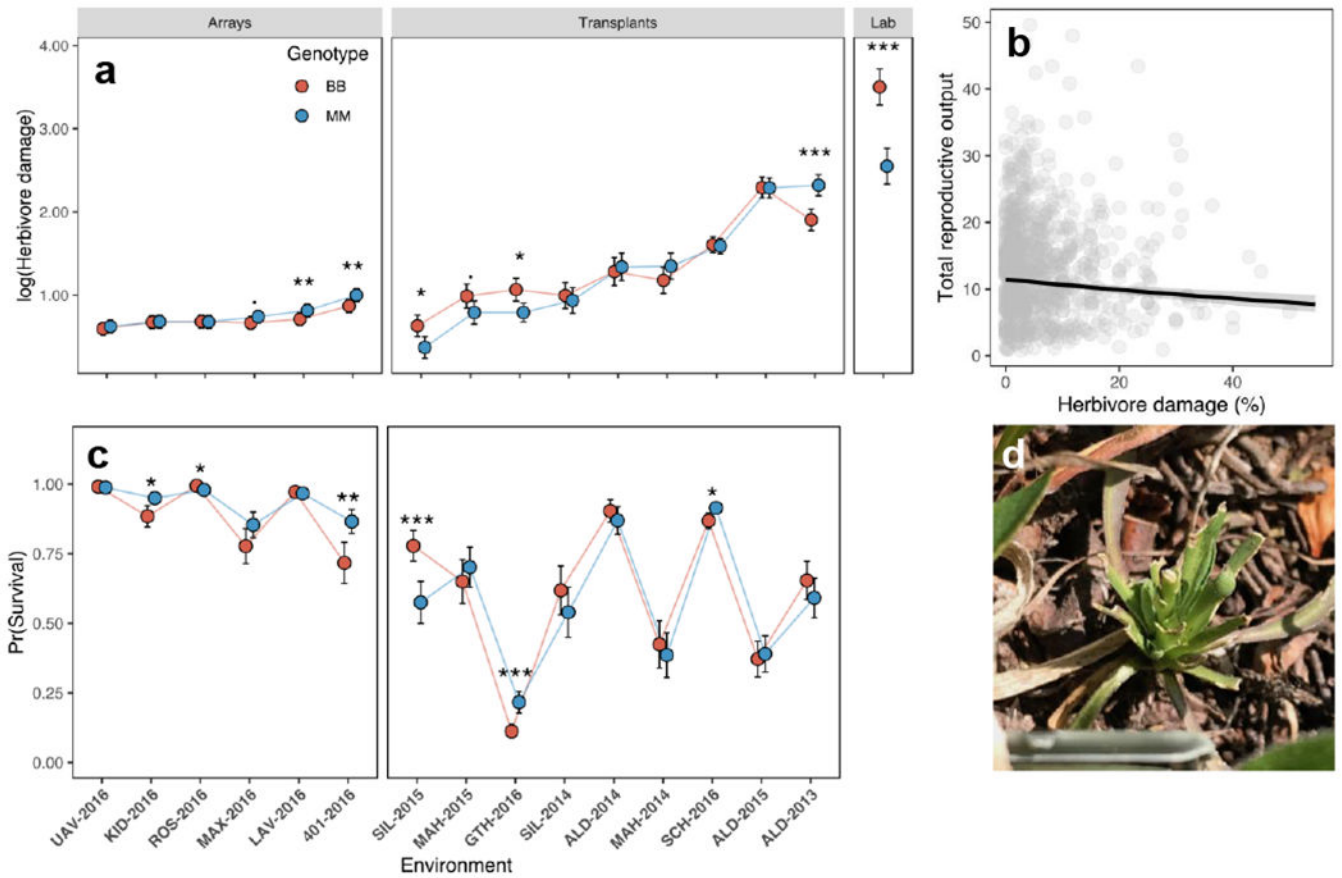 Arrays
Transplants
Lab
a
Genotype
BB
MM
4.00
3.00
2.00
1.00
log(Herbivore damage)
.
**
**
*
.
*
***
***
b
50
40
30
20
10
0
Total reproductive output
0
20
40
Herbivore damage (%)
c
1.00
0.75
0.50
0.25
0.00
Pr(Survival)
*
*
**
***
***
*
UAV-2016
KID-2016
ROS-2016
MAX-2016
LAV-2016
401-2016
SIL-2015
MAH-2015
GTH-2016
SIL-2014
ALD-2014
MAH-2014
SCH-2016
ALD-2015
ALD-2013
Environment
d